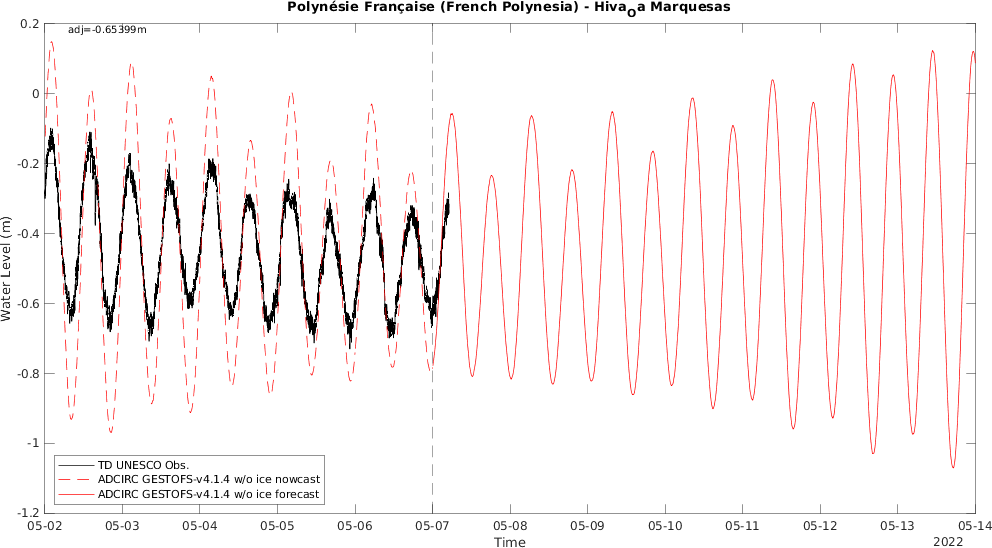 Polynésie Française (French Polynesia) - Hiva_Oa Marquesas
adj=-0.65399m
0.2
0
-0.2
-0.4
-0.6
-0.8
-1
-1.2
Water Level (m)
TD UNESCO Obs.
ADCIRC GESTOFS-v4.1.4 w/o ice nowcast
ADCIRC GESTOFS-v4.1.4 w/o ice forecast
05-02 05-03 05-04 05-05 05-06 05-07 05-08 05-09 05-10 05-11 05-12 05-13 05-14
Time
2022